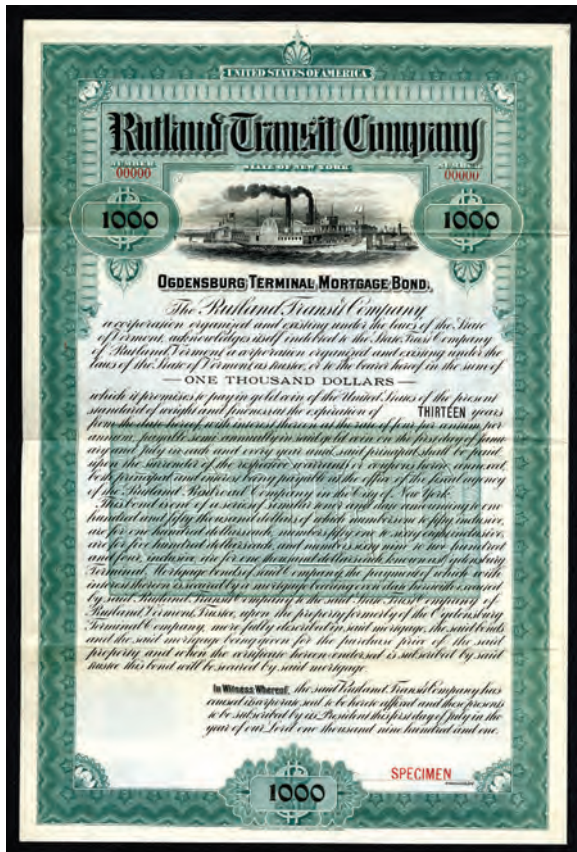 UNITED STATES OF AMERICA
Rutland Transit Company
NUMBER STATE OF NEW YORK NUMBER
00000 00000
1000 1000
OGDENSBURG TERMINAL MORTGAGE BOND.
The Rutland Transit Company
a corporation organized and existing under the laws of the State
of Vermont, acknowledges itself indebted to the State Trust Company
of Rutland, Vermont a corporation organized and existing under the
laws of the State of Vermont as trustee, or to the bearer hereof in the sum of
ONE THOUSAND DOLLARS
which it promises to pay in gold coin of the United States of the present
standard of weight and fineness at the expiration of THIRTEEN years
from the date hereof with interest thereon at the rate of four per centum per
annum, payable semi annually in said gold coin on the first day of Janu
ary and July in each and every year until said principal shall be paid
upon the surrender of the respective warrants or coupons hereto annexed,
both principal and interest being payable at the office of the fiscal agency
of the Rutland Railroad Company in the City of New York
This bond is one of a series of similar tenor and date amounting to one
hundred and fifty thousand dollars of which numbers one to fifty inclusive,
are for one hundred dollars each, numbers fifty one to sixty eight inclusive,
are for five hundred dollars each, and numbers sixty nine to two hundred
and four, inclusive, are for one thousand dollars each known as Ogdensburg
Terminal Mortgage bonds of said Company, the payment of which with
interest thereon is secured by a mortgage bearing even date herewith, issued
by said Rutland Transit Company to the said State Trust Company of
Rutland, Vermont, Trustee, upon the property formerly of the Ogdensburg
Terminal Company, more fully described in said mortgage, the said bonds
and the said mortgage being given for the purchase price of the said
property and when the certificate hereon endorsed is subscribed by said
trustee this bond will be secured by said mortgage
In Witness Whereof, the said Rutland Transit Company has
caused its corporate seal to be hereto affixed and these presents
to be subscribed by its President this first day of July in the
year of our Lord one thousand nine hundred and one.
SPECIMEN
1000